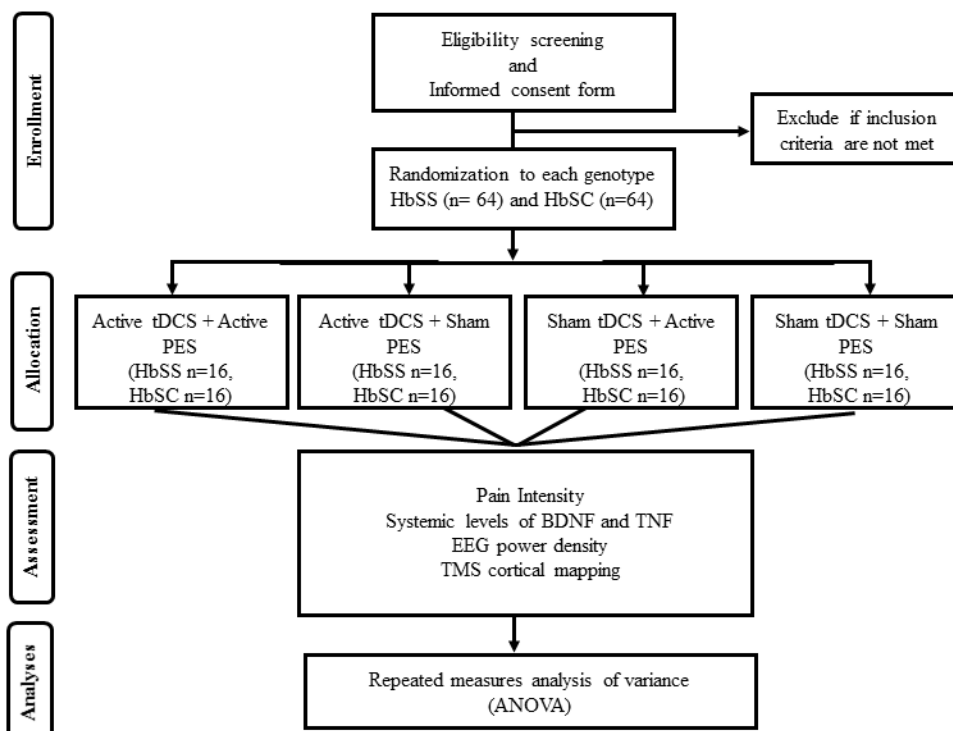 Enrollment
Eligibility screening
and
Informed consent form
Exclude if inclusion
criteria are not met
Randomization to each genotype
HbSS (n= 64) and HbSC (n=64)
Allocation
Active tDCS + Active
PES
(HbSS n=16,
HbSC n=16)
Active tDCS + Sham
PES
(HbSS n=16,
HbSC n=16)
Sham tDCS + Active
PES
(HbSS n=16,
HbSC n=16)
Sham tDCS + Sham
PES
(HbSS n=16,
HbSC n=16)
Assessment
Pain Intensity
Systemic levels of BDNF and TNF
EEG power density
TMS cortical mapping
Analyses
Repeated measures analysis of variance
(ANOVA)